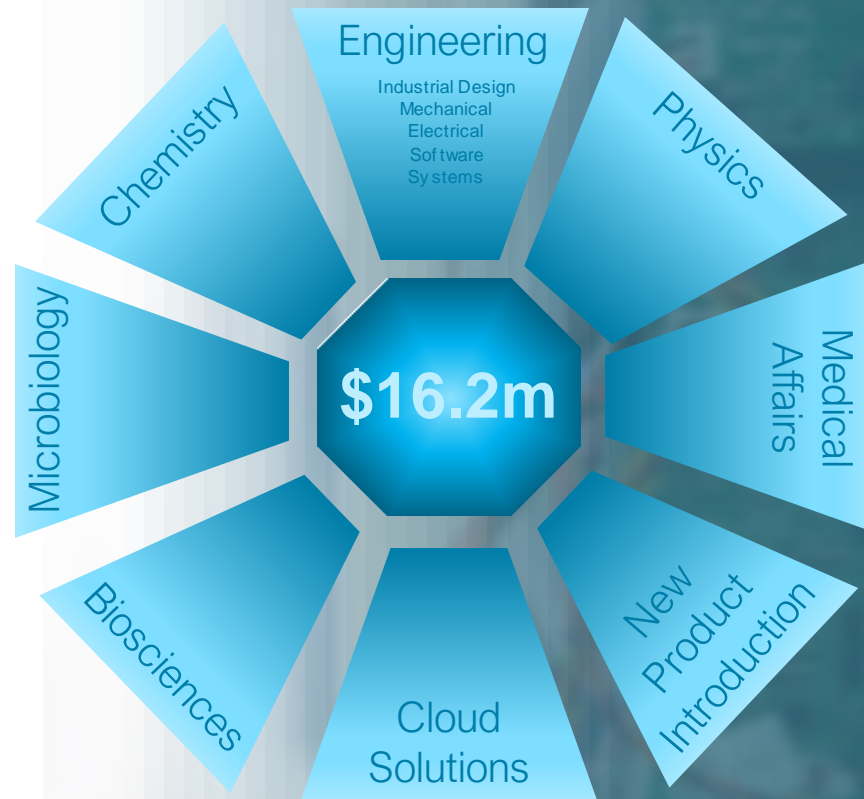 Engineering
Industrial Design
Mechanical
Electrical
Software
Systems
Chemistry
Physics
Microbiology
$16.2m
Medical
Affairs
Biosciences
New
Product
Introduction
Cloud
Solutions